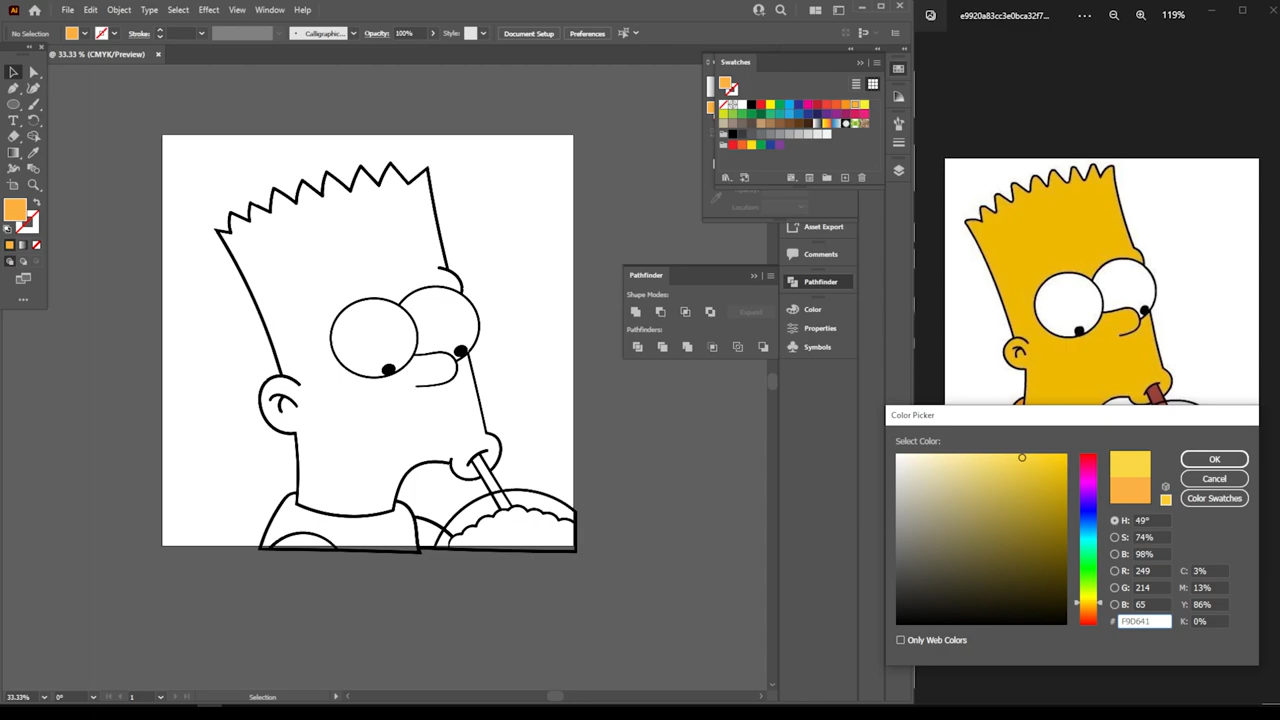 Ai File Edit Object Type Select Effect View Window Help
No Selection Stroke: Calligraphic... Opacity: 100% Style: Document Setup Preferences
@ 33.33 % (CMYK/Preview) ×
Swatches
Location:
Asset Export
Comments
Pathfinder
Color
Properties
Symbols
Pathfinder
Shape Modes:
Expand
Pathfinders:
33.33% 0° 1 Selection
e9920a83cc3e0bca32f7... 119%
Color Picker
Select Color:
OK
Cancel
Color Swatches
H: 49°
S: 74%
B: 98%
R: 249 C: 3%
G: 214 M: 13%
B: 65 Y: 86%
# F9D641 K: 0%
Only Web Colors